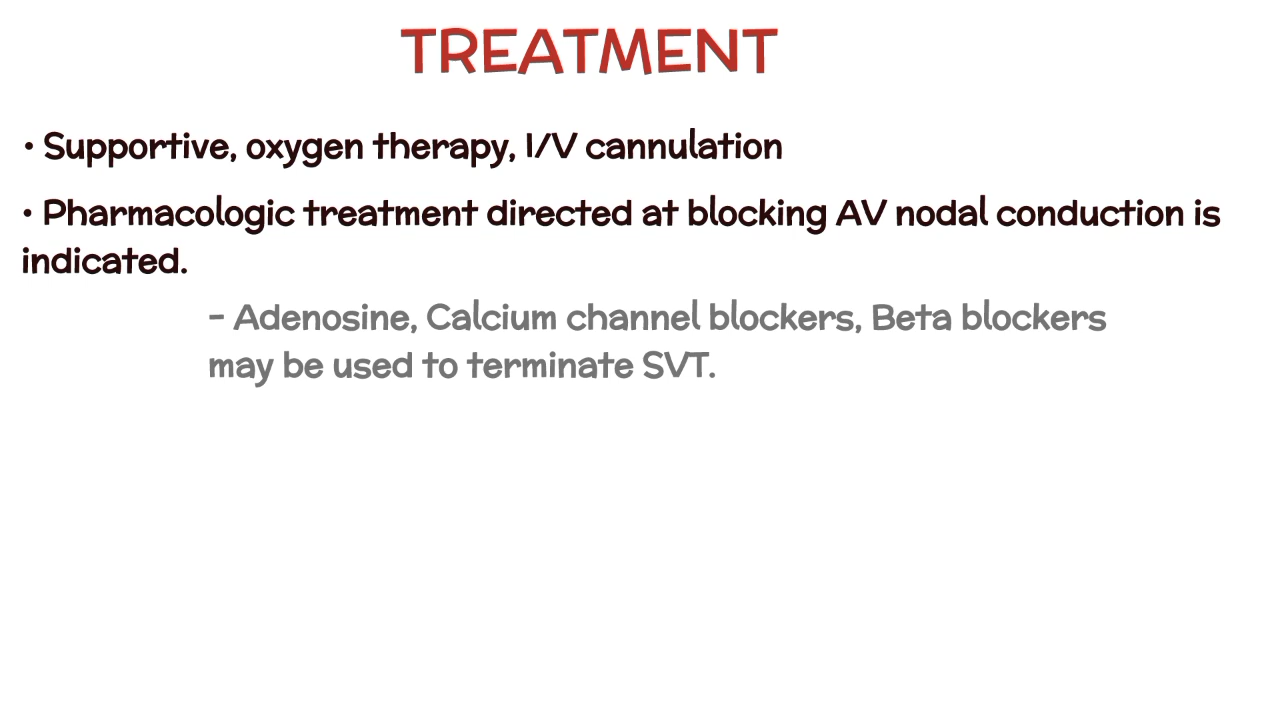 TREATMENT
• Supportive, oxygen therapy, I/V cannulation
• Pharmacologic treatment directed at blocking AV nodal conduction is
indicated.
– Adenosine, Calcium channel blockers, Beta blockers
may be used to terminate SVT.